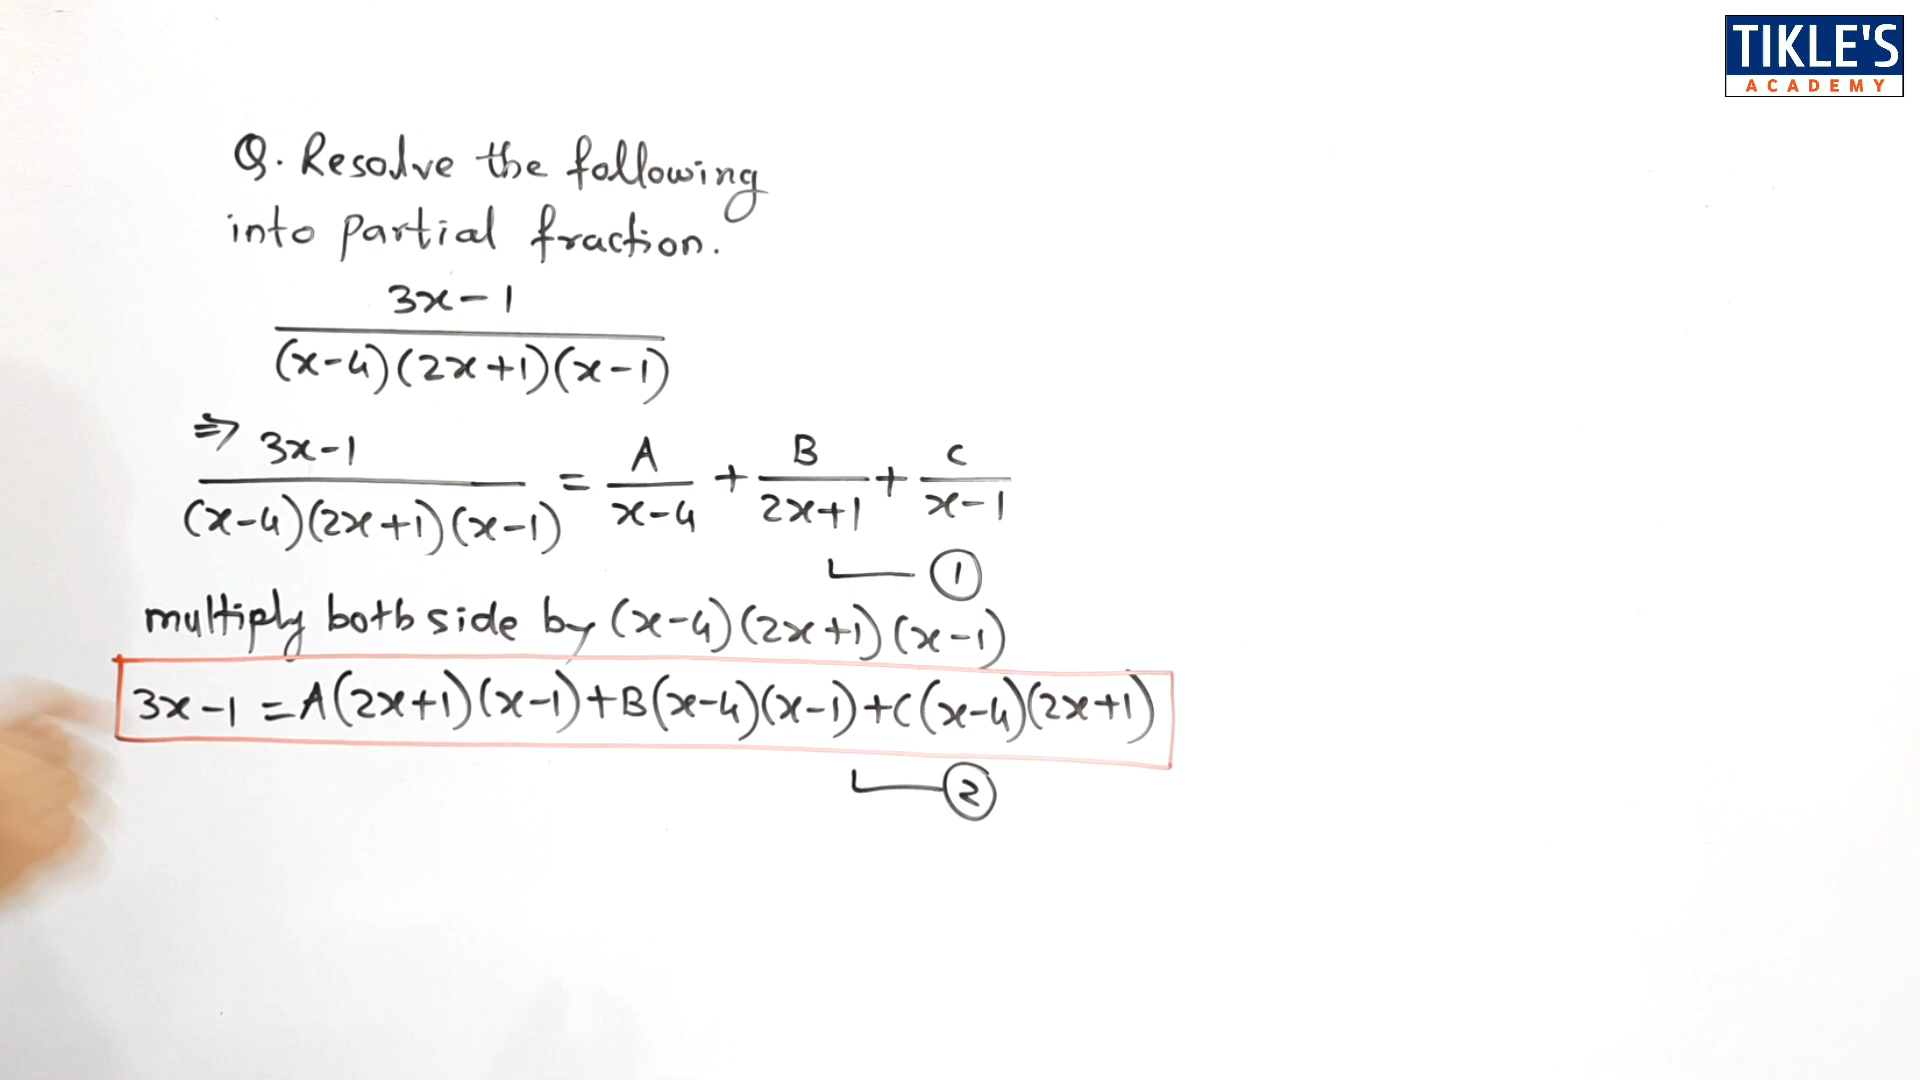 TIKLE'S
ACADEMY
Q. Resolve the following
into partial fraction.
3x-1
(x-4)(2x+1)(x-1)
⇒ 3x-1 / (x-4)(2x+1)(x-1) = A / x-4 + B / 2x+1 + C / x-1
1
multiply both side by (x-4)(2x+1)(x-1)
3x-1 = A(2x+1)(x-1)+B(x-4)(x-1)+C(x-4)(2x+1)
2